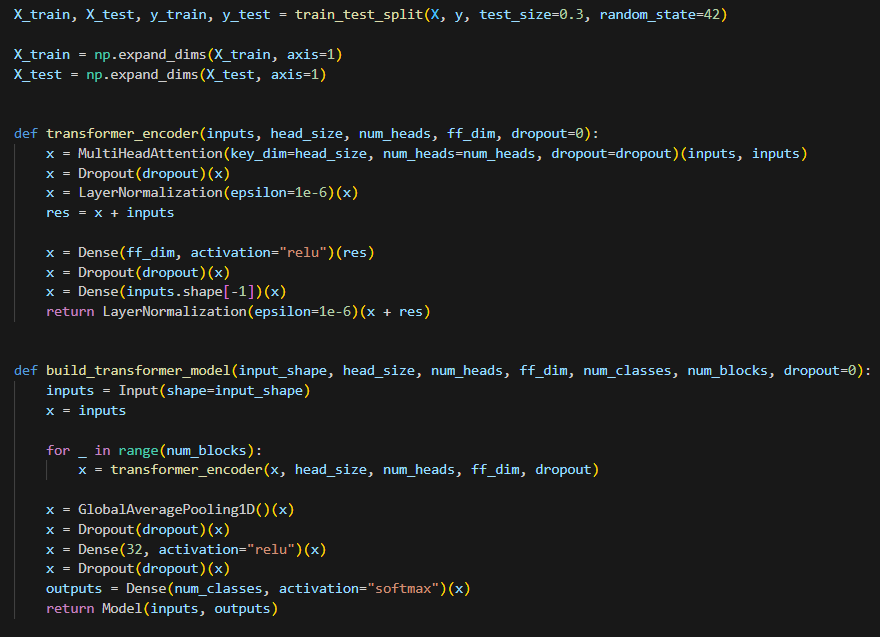 X_train, X_test, y_train, y_test = train_test_split(X, y, test_size=0.3, random_state=42)
X_train = np.expand_dims(X_train, axis=1)
X_test = np.expand_dims(X_test, axis=1)
def transformer_encoder(inputs, head_size, num_heads, ff_dim, dropout=0):
    x = MultiHeadAttention(key_dim=head_size, num_heads=num_heads, dropout=dropout)(inputs, inputs)
    x = Dropout(dropout)(x)
    x = LayerNormalization(epsilon=1e-6)(x)
    res = x + inputs
    x = Dense(ff_dim, activation="relu")(res)
    x = Dropout(dropout)(x)
    x = Dense(inputs.shape[-1])(x)
    return LayerNormalization(epsilon=1e-6)(x + res)
def build_transformer_model(input_shape, head_size, num_heads, ff_dim, num_classes, num_blocks, dropout=0):
    inputs = Input(shape=input_shape)
    x = inputs
    for _ in range(num_blocks):
        x = transformer_encoder(x, head_size, num_heads, ff_dim, dropout)
    x = GlobalAveragePooling1D()(x)
    x = Dropout(dropout)(x)
    x = Dense(32, activation="relu")(x)
    x = Dropout(dropout)(x)
    outputs = Dense(num_classes, activation="softmax")(x)
    return Model(inputs, outputs)